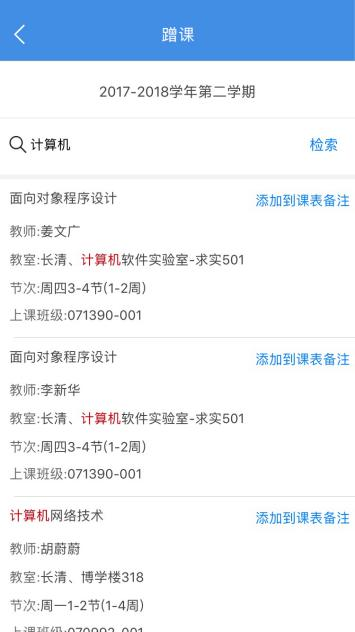 蹭课
2017-2018学年第二学期
计算机 检索
面向对象程序设计 添加到课表备注
教师:姜文广
教室:长清、计算机软件实验室-求实501
节次:周四3-4节(1-2周)
上课班级:071390-001
面向对象程序设计 添加到课表备注
教师:李新华
教室:长清、计算机软件实验室-求实501
节次:周四3-4节(1-2周)
上课班级:071390-001
计算机网络技术 添加到课表备注
教师:胡蔚蔚
教室:长清、博学楼318
节次:周一1-2节(1-4周)
上课班级:070992-001